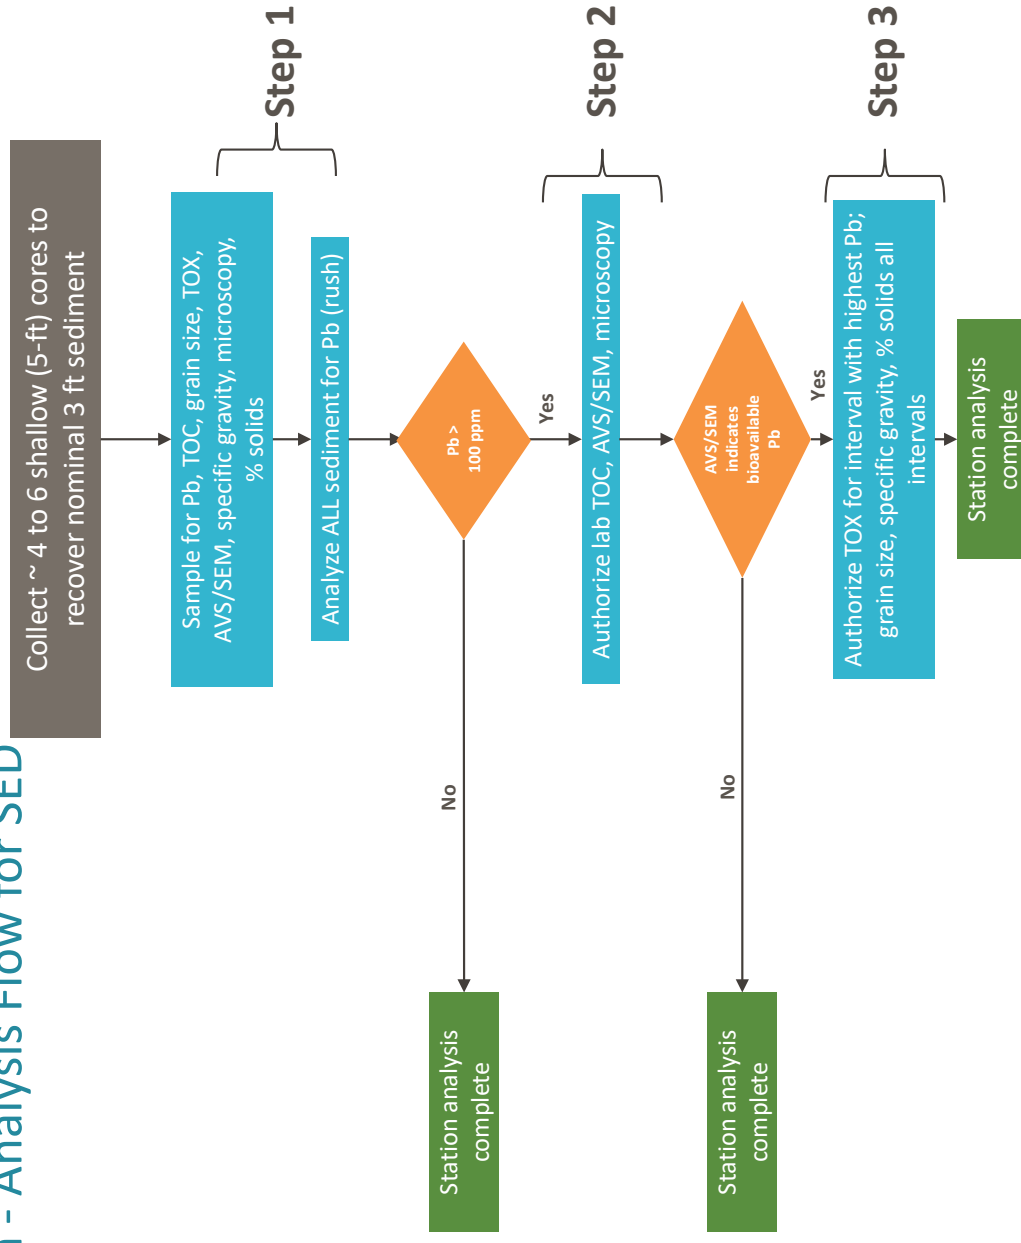 - Analysis Flow for SED
Collect ~ 4 to 6 shallow (5-ft) cores to
recover nominal 3 ft sediment
Sample for Pb, TOC, grain size, TOX,
AVS/SEM, specific gravity, microscopy,
% solids
Analyze ALL sediment for Pb (rush)
Step 1
Pb >
100 ppm
No
Station analysis
complete
Yes
Authorize lab TOC, AVS/SEM, microscopy
Step 2
AVS/SEM
indicates
bioavailable
Pb
No
Station analysis
complete
Yes
Authorize TOX for interval with highest Pb;
grain size, specific gravity, % solids all
intervals
Step 3
Station analysis
complete